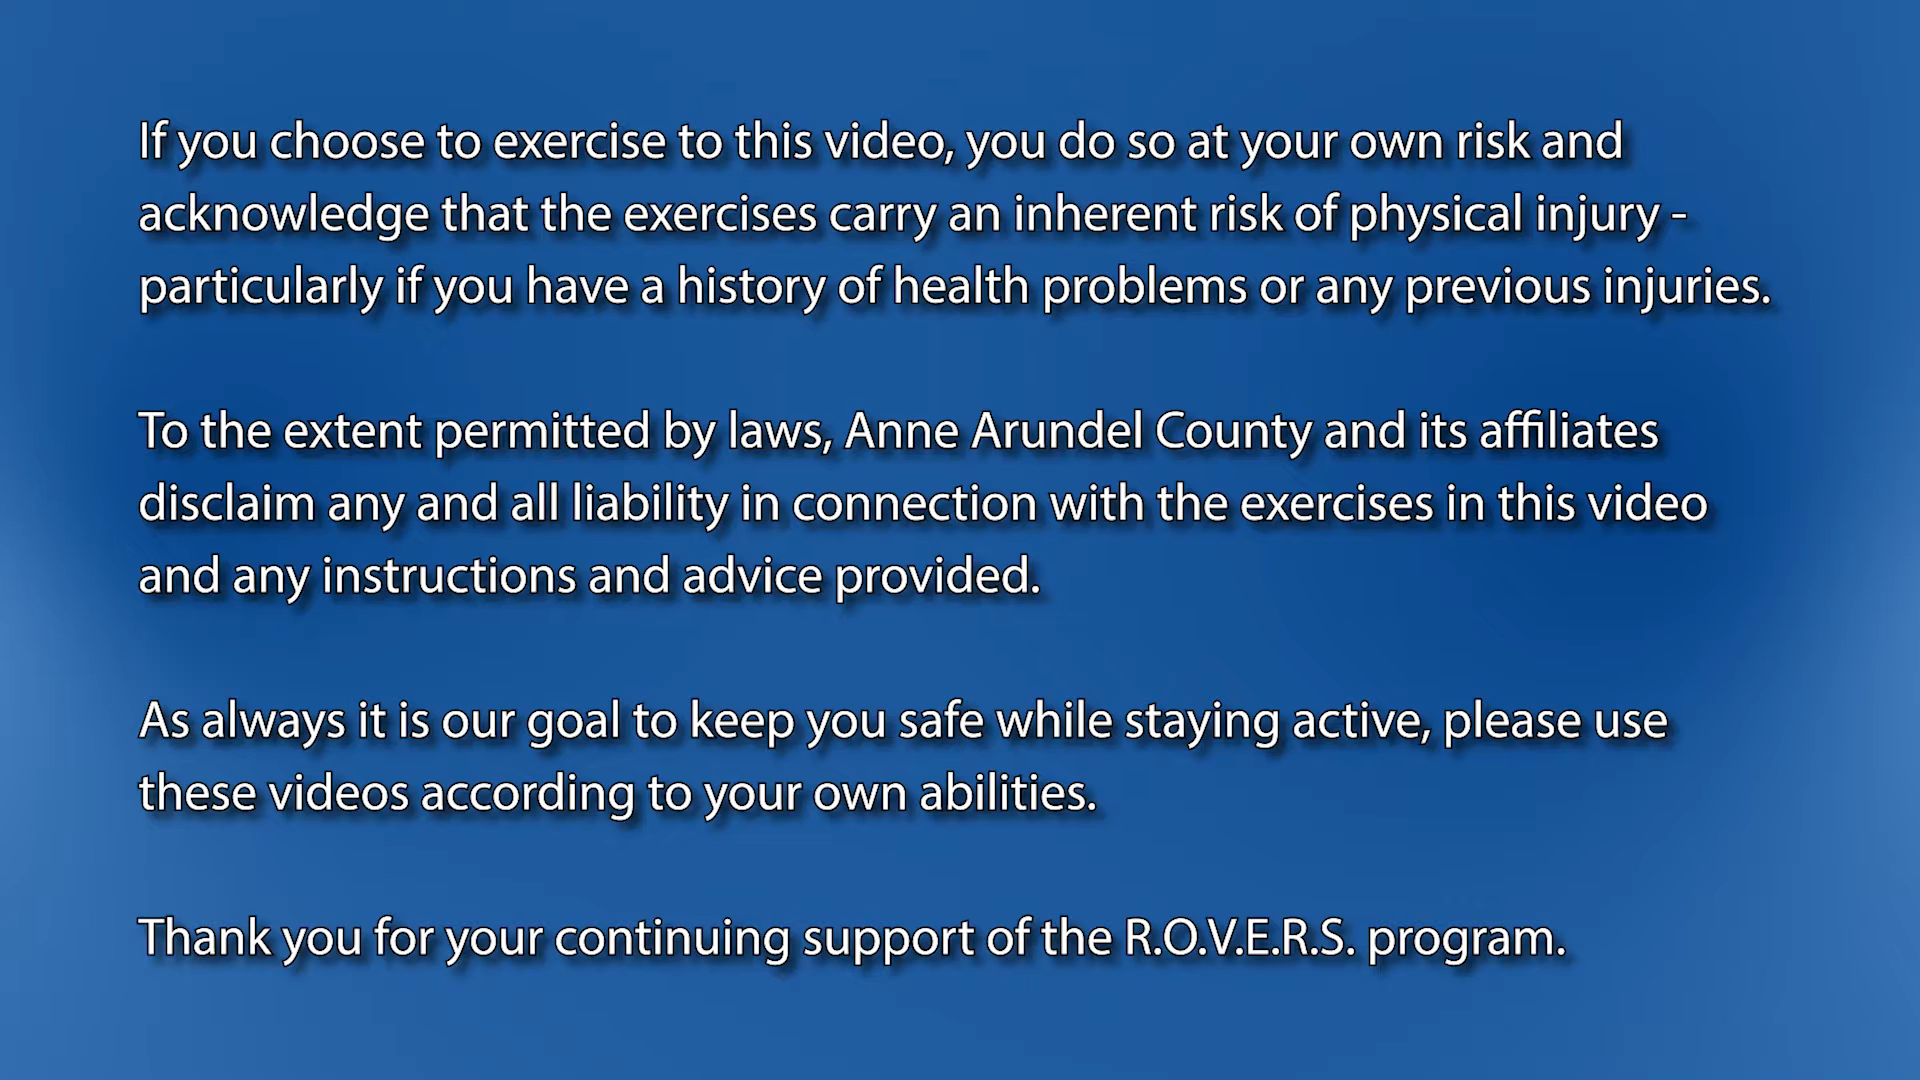 If you choose to exercise to this video, you do so at your own risk and
acknowledge that the exercises carry an inherent risk of physical injury -
particularly if you have a history of health problems or any previous injuries.
To the extent permitted by laws, Anne Arundel County and its affiliates
disclaim any and all liability in connection with the exercises in this video
and any instructions and advice provided.
As always it is our goal to keep you safe while staying active, please use
these videos according to your own abilities.
Thank you for your continuing support of the R.O.V.E.R.S. program.